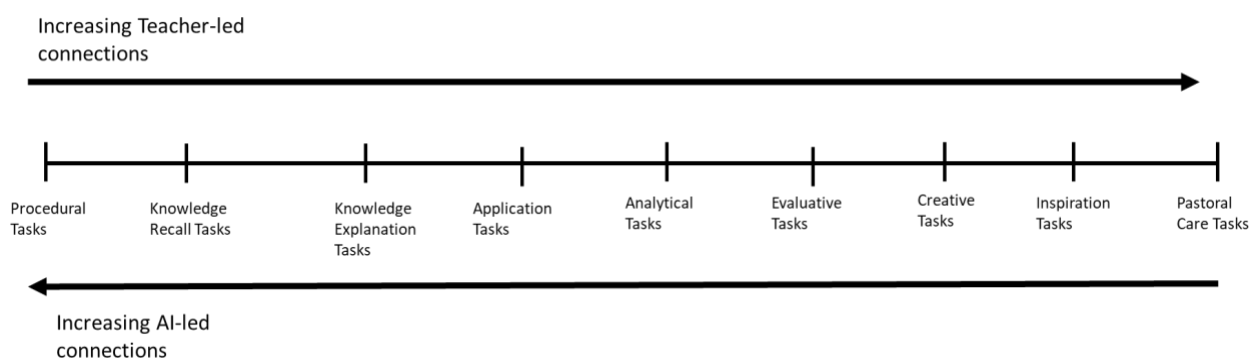 Increasing Teacher-led
connections
Procedural
Tasks
Knowledge
Recall Tasks
Knowledge
Explanation
Tasks
Application
Tasks
Analytical
Tasks
Evaluative
Tasks
Creative
Tasks
Inspiration
Tasks
Pastoral
Care Tasks
Increasing AI-led
connections